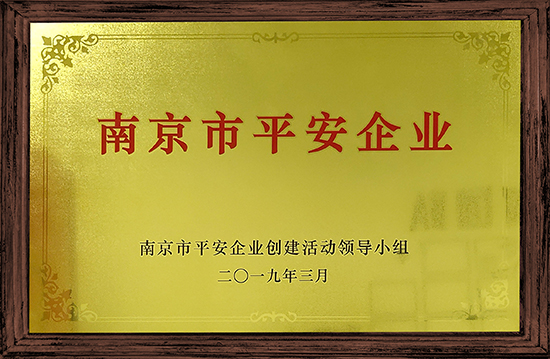 南京市平安企业
南京市平安企业创建活动领导小组
二〇一九年三月